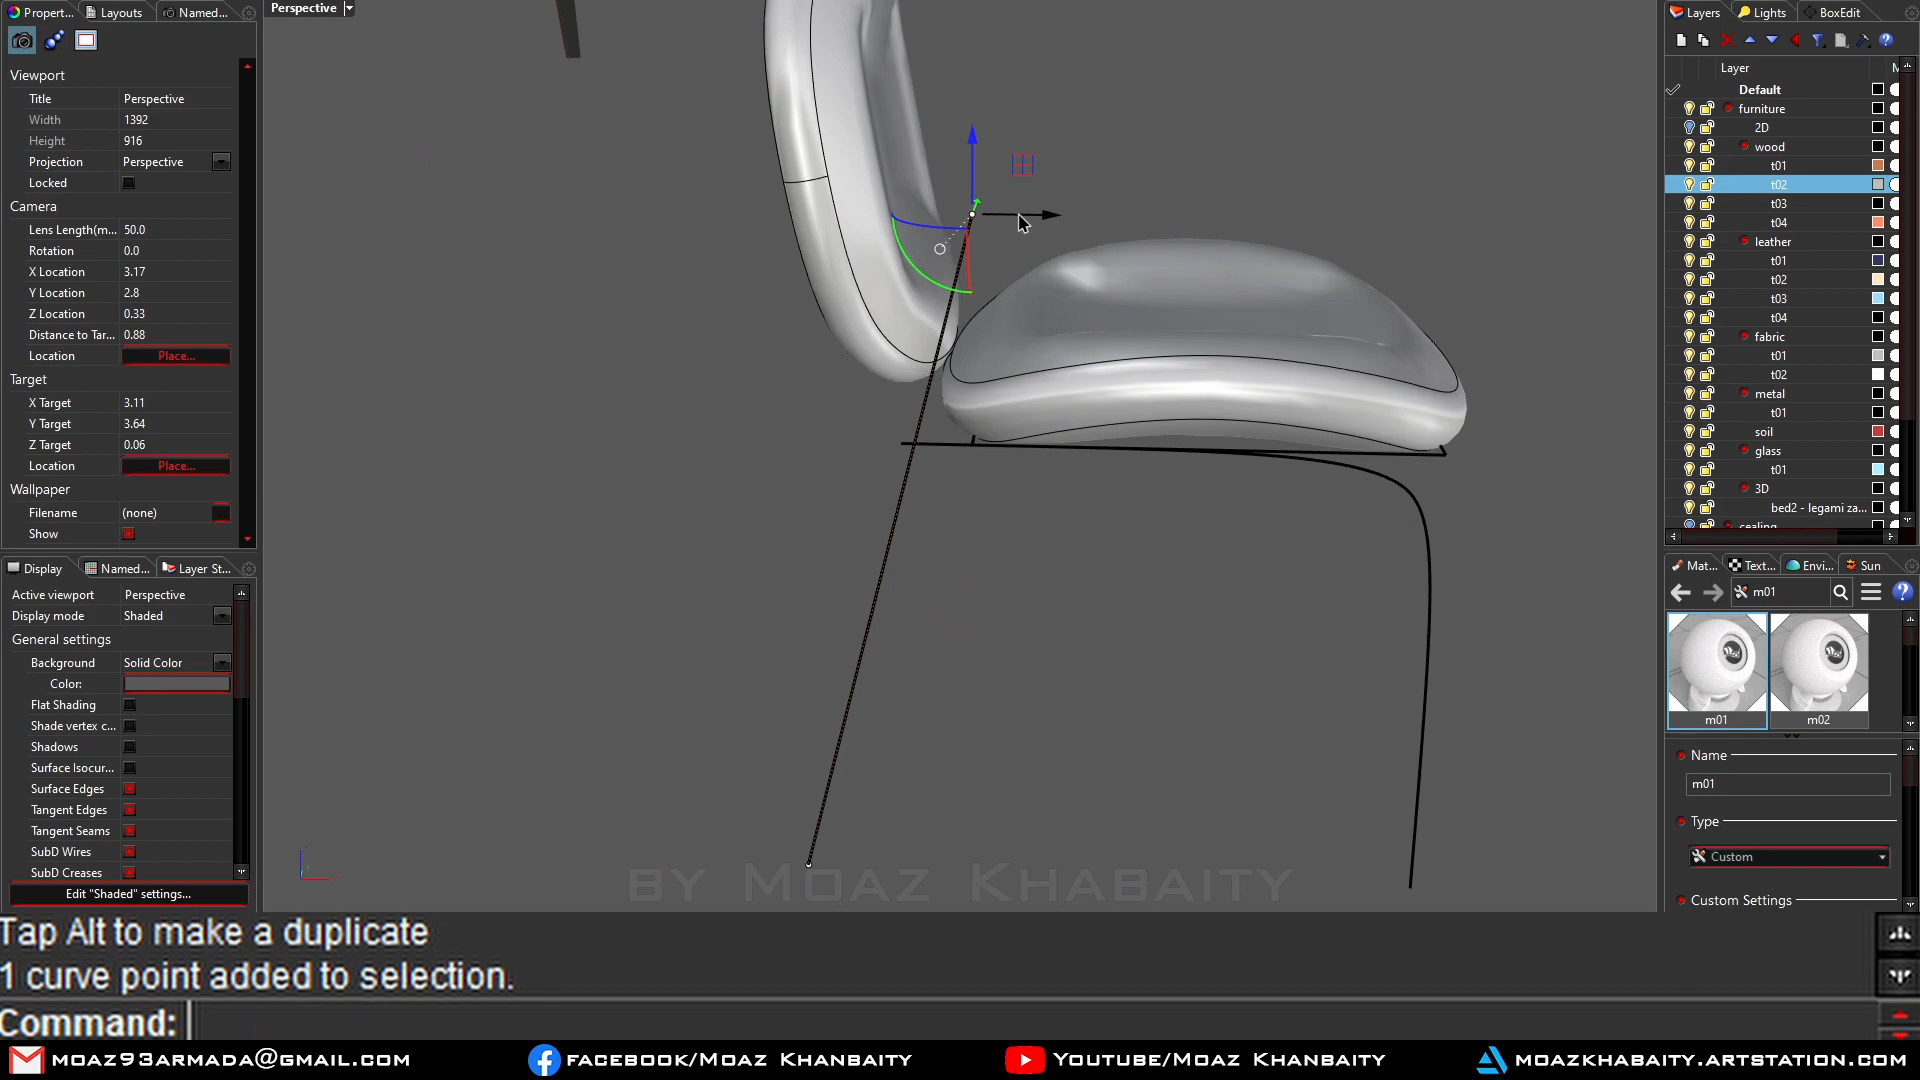 Propert...
Layouts
Named...
Viewport
Title Perspective
Width 1392
Height 916
Projection Perspective
Locked
Camera
Lens Length(m... 50.0
Rotation 0.0
X Location 3.17
Y Location 2.8
Z Location 0.33
Distance to Tar... 0.88
Location Place...
Target
X Target 3.11
Y Target 3.64
Z Target 0.06
Location Place...
Wallpaper
Filename (none)
Show
Display
Named...
Layer St...
Active viewport Perspective
Display mode Shaded
General settings
Background Solid Color
Color:
Flat Shading
Shade vertex c...
Shadows
Surface Isocur...
Surface Edges
Tangent Edges
Tangent Seams
SubD Wires
SubD Creases
Edit "Shaded" settings...
Perspective
by Moaz Khabaity
Layers
Lights
BoxEdit
Layer
Default
furniture
2D
wood
t01
t02
t03
t04
leather
t01
t02
t03
t04
fabric
t01
t02
metal
t01
soil
glass
t01
3D
bed2 - legami za...
cealing
Mat...
Text...
Envi...
Sun
m01
m01
m02
Name
m01
Type
Custom
Custom Settings
Tap Alt to make a duplicate
1 curve point added to selection.
Command:
moaz93armada@gmail.com
facebook/Moaz Khanbaity
Youtube/Moaz Khanbaity
moazkhabaity.artstation.com